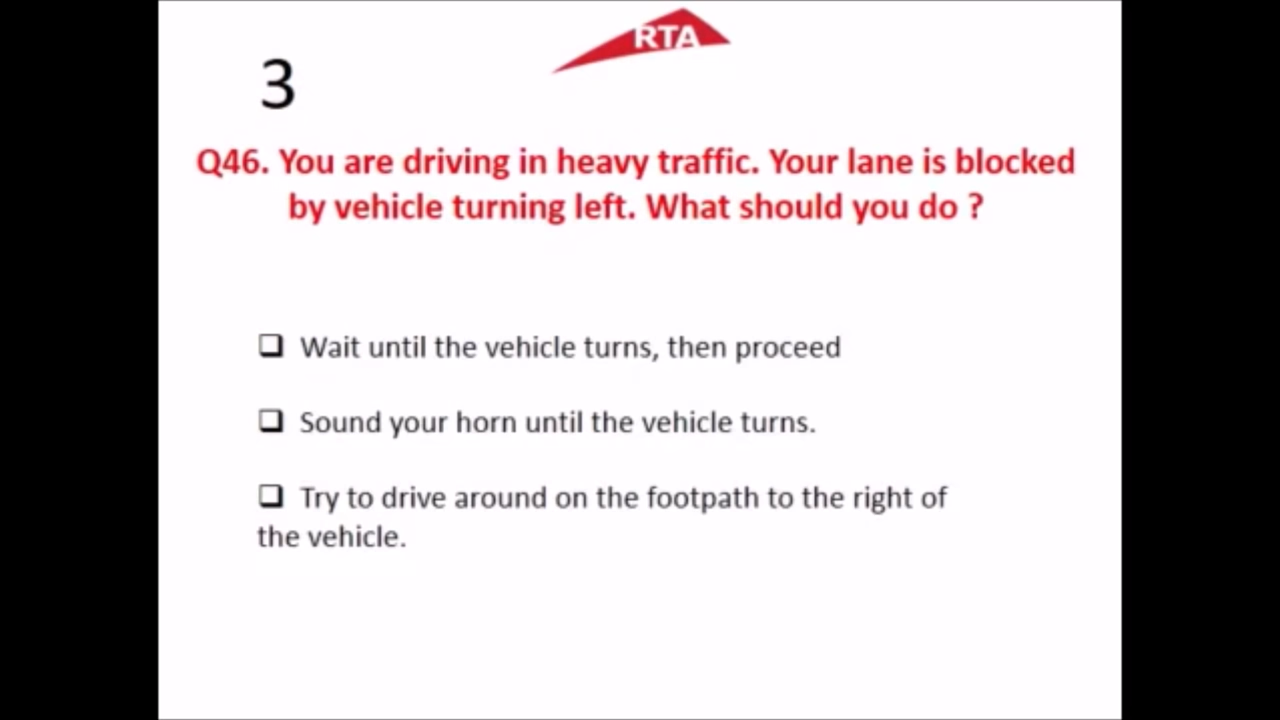 RTA
3
Q46. You are driving in heavy traffic. Your lane is blocked
by vehicle turning left. What should you do ?
❑ Wait until the vehicle turns, then proceed
❑ Sound your horn until the vehicle turns.
❑ Try to drive around on the footpath to the right of
the vehicle.